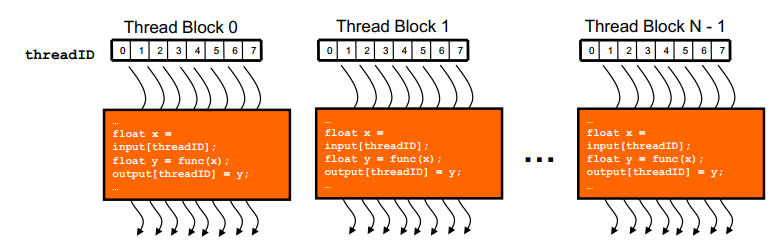 Thread Block 0
Thread Block 1
Thread Block N - 1
threadID
0 1 2 3 4 5 6 7
0 1 2 3 4 5 6 7
0 1 2 3 4 5 6 7
…
float x =
input[threadID];
float y = func(x);
output[threadID] = y;
…
…
float x =
input[threadID];
float y = func(x);
output[threadID] = y;
…
...
…
float x =
input[threadID];
float y = func(x);
output[threadID] = y;
…